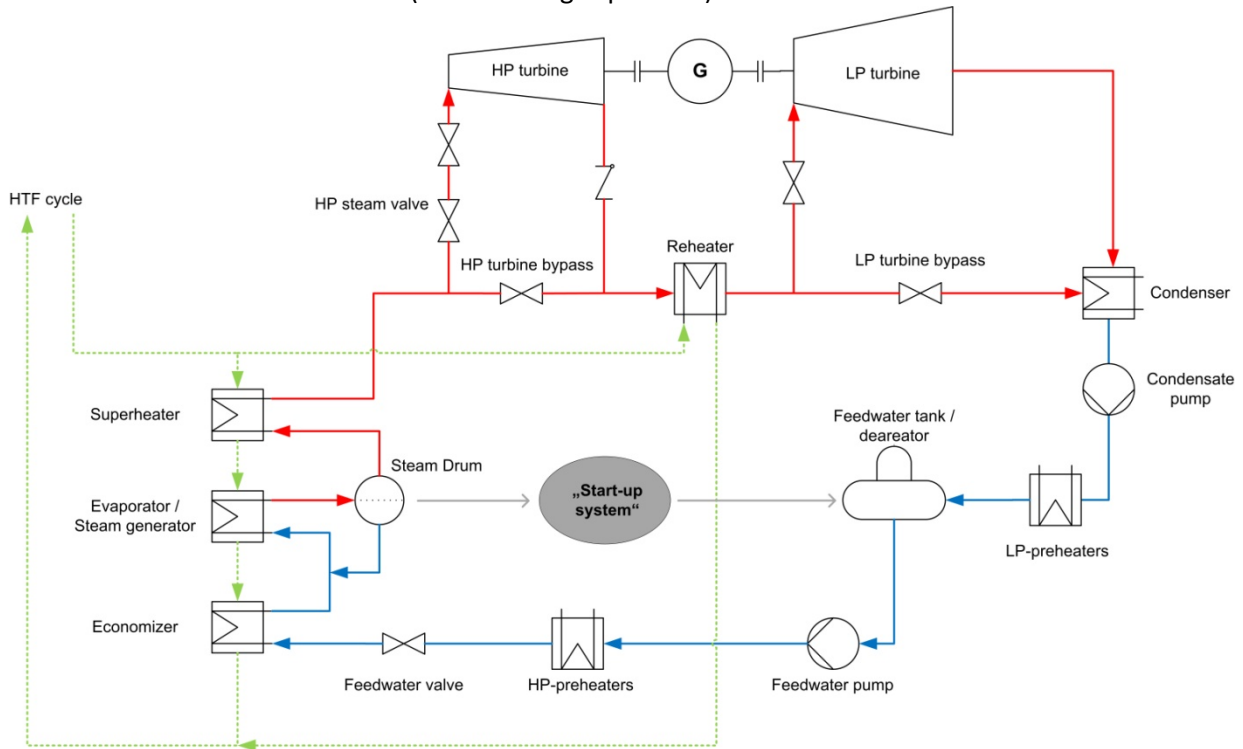 HP turbine
G
LP turbine
HTF cycle
HP steam valve
Reheater
HP turbine bypass
LP turbine bypass
Condenser
Superheater
Condensate
pump
Feedwater tank /
deareator
Steam Drum
Evaporator /
Steam generator
„Start-up
system“
LP-preheaters
Economizer
Feedwater valve
HP-preheaters
Feedwater pump